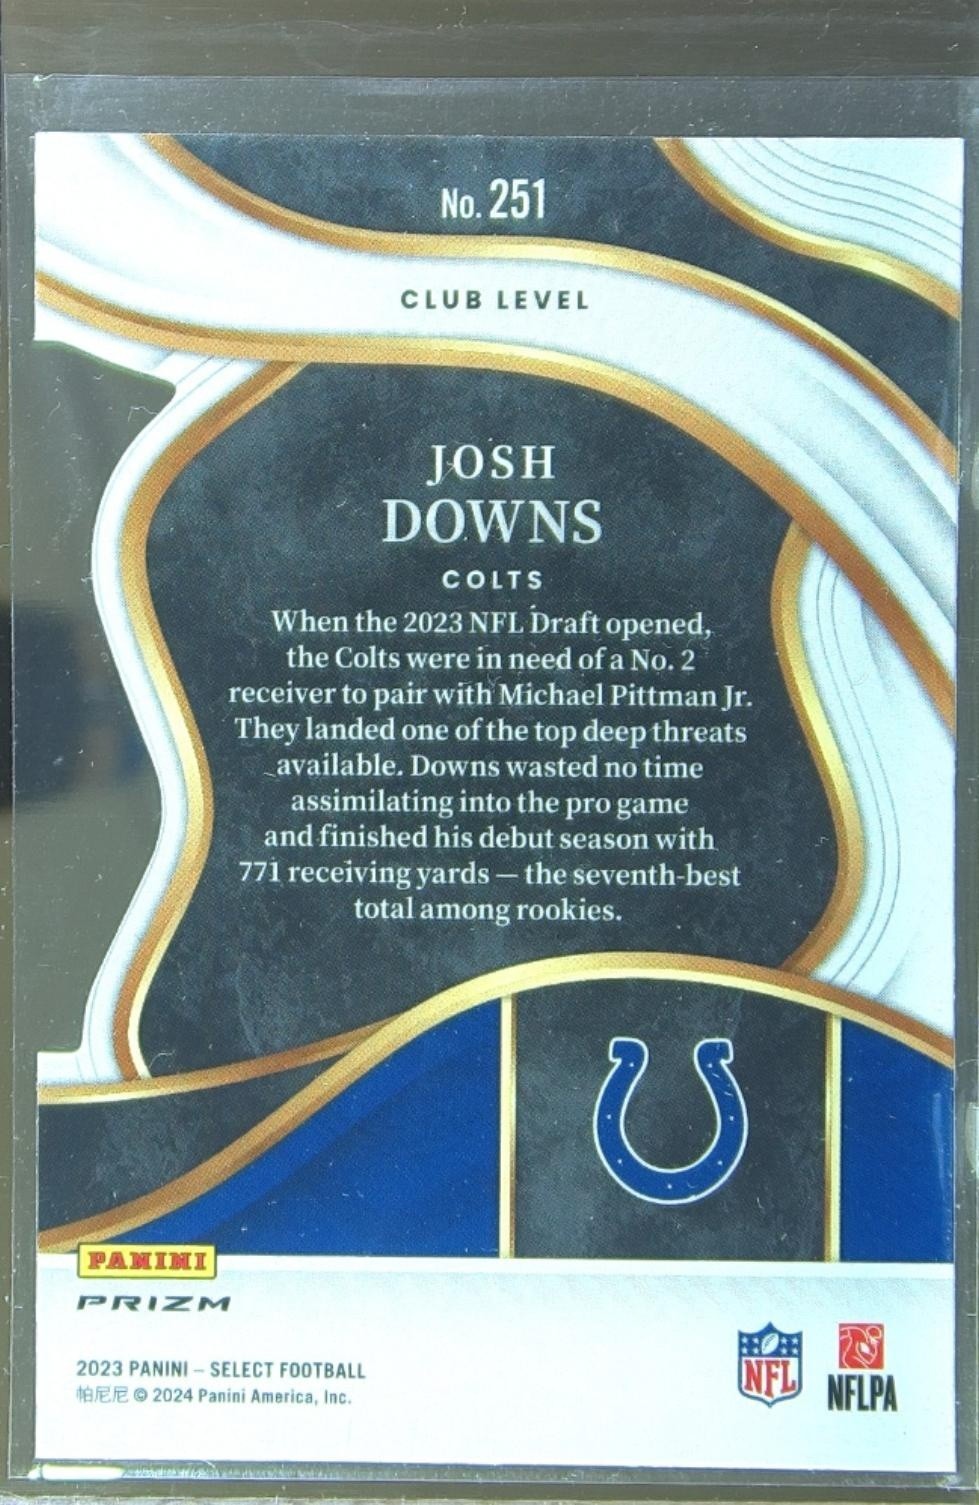 No. 251
CLUB LEVEL
JOSH
DOWNS
COLTS
When the 2023 NFL Draft opened,
the Colts were in need of a No. 2
receiver to pair with Michael Pittman Jr.
They landed one of the top deep threats
available. Downs wasted no time
assimilating into the pro game
and finished his debut season with
771 receiving yards — the seventh-best
total among rookies.
PANINI
PRIZM
2023 PANINI – SELECT FOOTBALL
帕尼尼 © 2024 Panini America, Inc.
NFL
NFLPA